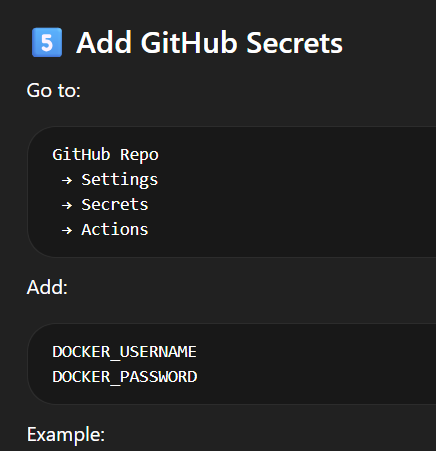 5 Add GitHub Secrets
Go to:
GitHub Repo
→ Settings
→ Secrets
→ Actions
Add:
DOCKER_USERNAME
DOCKER_PASSWORD
Example: